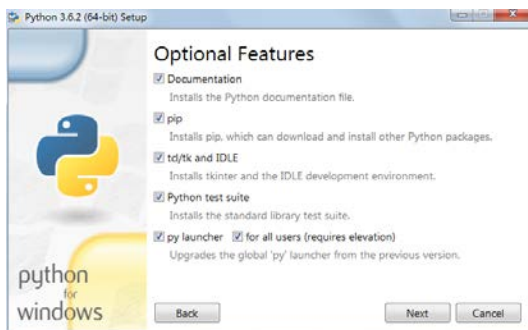 Python 3.6.2 (64-bit) Setup
Optional Features
Documentation
Installs the Python documentation file.
pip
Installs pip, which can download and install other Python packages.
tcl/tk and IDLE
Installs tkinter and the IDLE development environment.
Python test suite
Installs the standard library test suite.
py launcher for all users (requires elevation)
Upgrades the global 'py' launcher from the previous version.
python
for
windows
Back Next Cancel